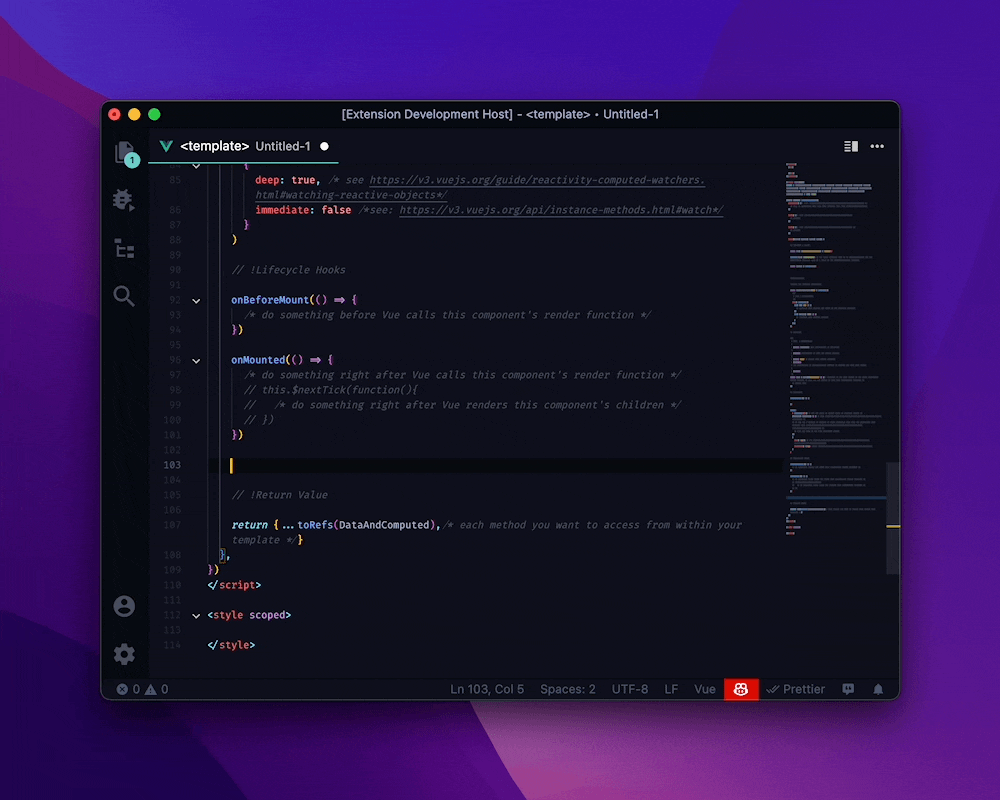 [Extension Development Host] - <template> • Untitled-1
<template> Untitled-1
1
{
85 deep: true, /* see https://v3.vuejs.org/guide/reactivity-computed-watchers.
html#watching-reactive-objects*/
86 immediate: false /*see: https://v3.vuejs.org/api/instance-methods.html#watch*/
87 }
88 )
89
90 // !Lifecycle Hooks
91
92 onBeforeMount(() => {
93 /* do something before Vue calls this component's render function */
94 })
95
96 onMounted(() => {
97 /* do something right after Vue calls this component's render function */
98 // this.$nextTick(function(){
99 // /* do something right after Vue renders this component's children */
100 // })
101 })
102
103
104
105 // !Return Value
106
107 return {...toRefs(DataAndComputed),/* each method you want to access from within your
template */}
108 },
109 })
110 </script>
111
112 <style scoped>
113
114 </style>
0 0 Ln 103, Col 5 Spaces: 2 UTF-8 LF Vue Prettier